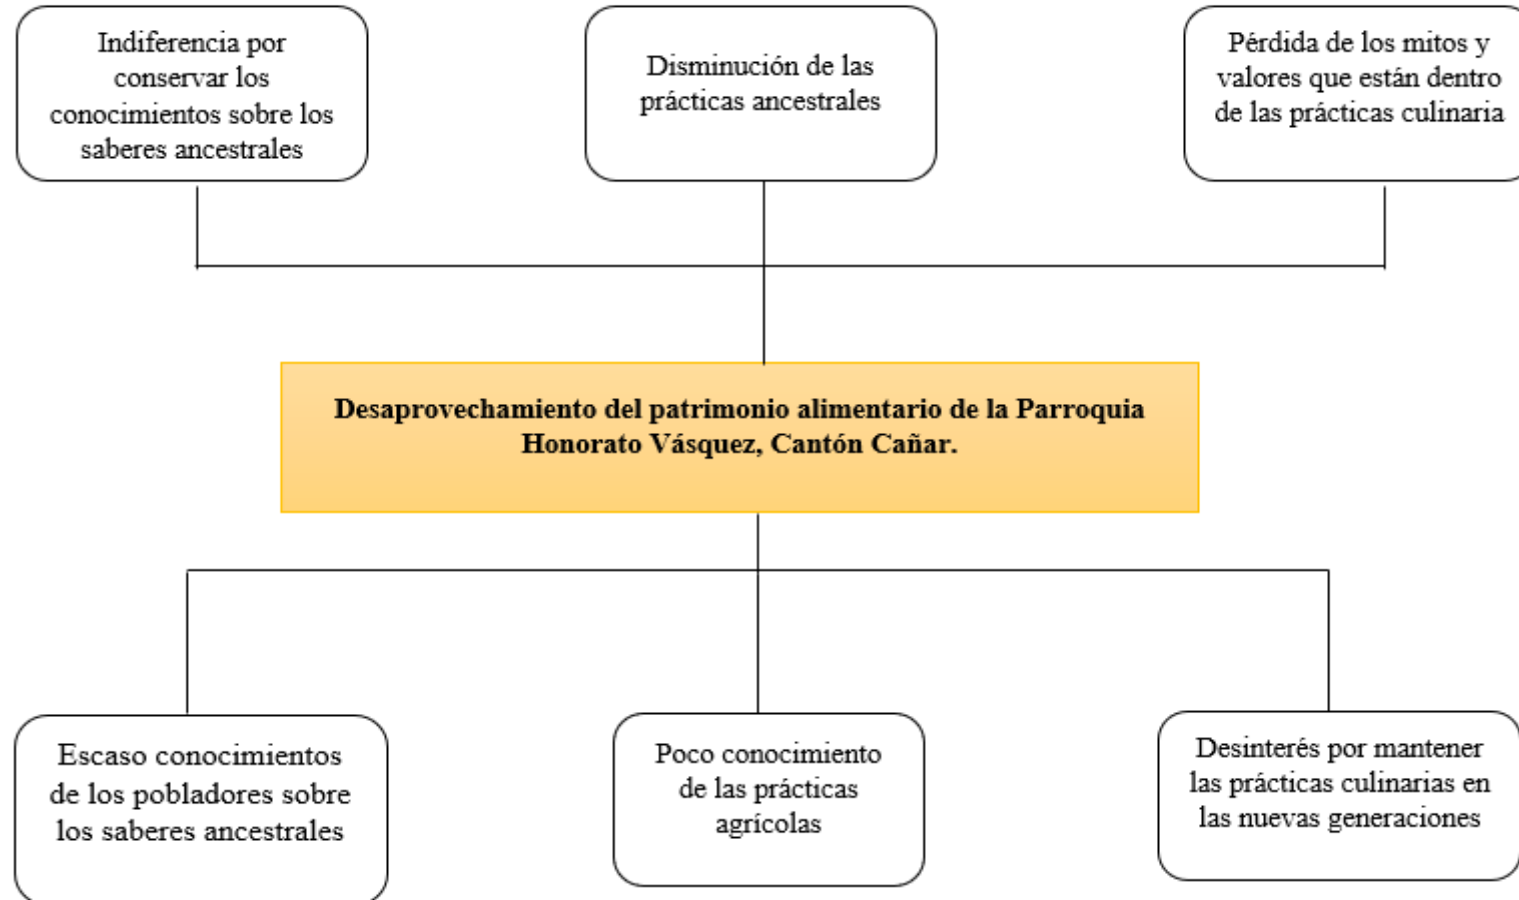 Indiferencia por
conservar los
conocimientos sobre los
saberes ancestrales
Disminución de las
prácticas ancestrales
Pérdida de los mitos y
valores que están dentro
de las prácticas culinaria
Desaprovechamiento del patrimonio alimentario de la Parroquia
Honorato Vásquez, Cantón Cañar.
Escaso conocimientos
de los pobladores sobre
los saberes ancestrales
Poco conocimiento
de las prácticas
agrícolas
Desinterés por mantener
las prácticas culinarias en
las nuevas generaciones